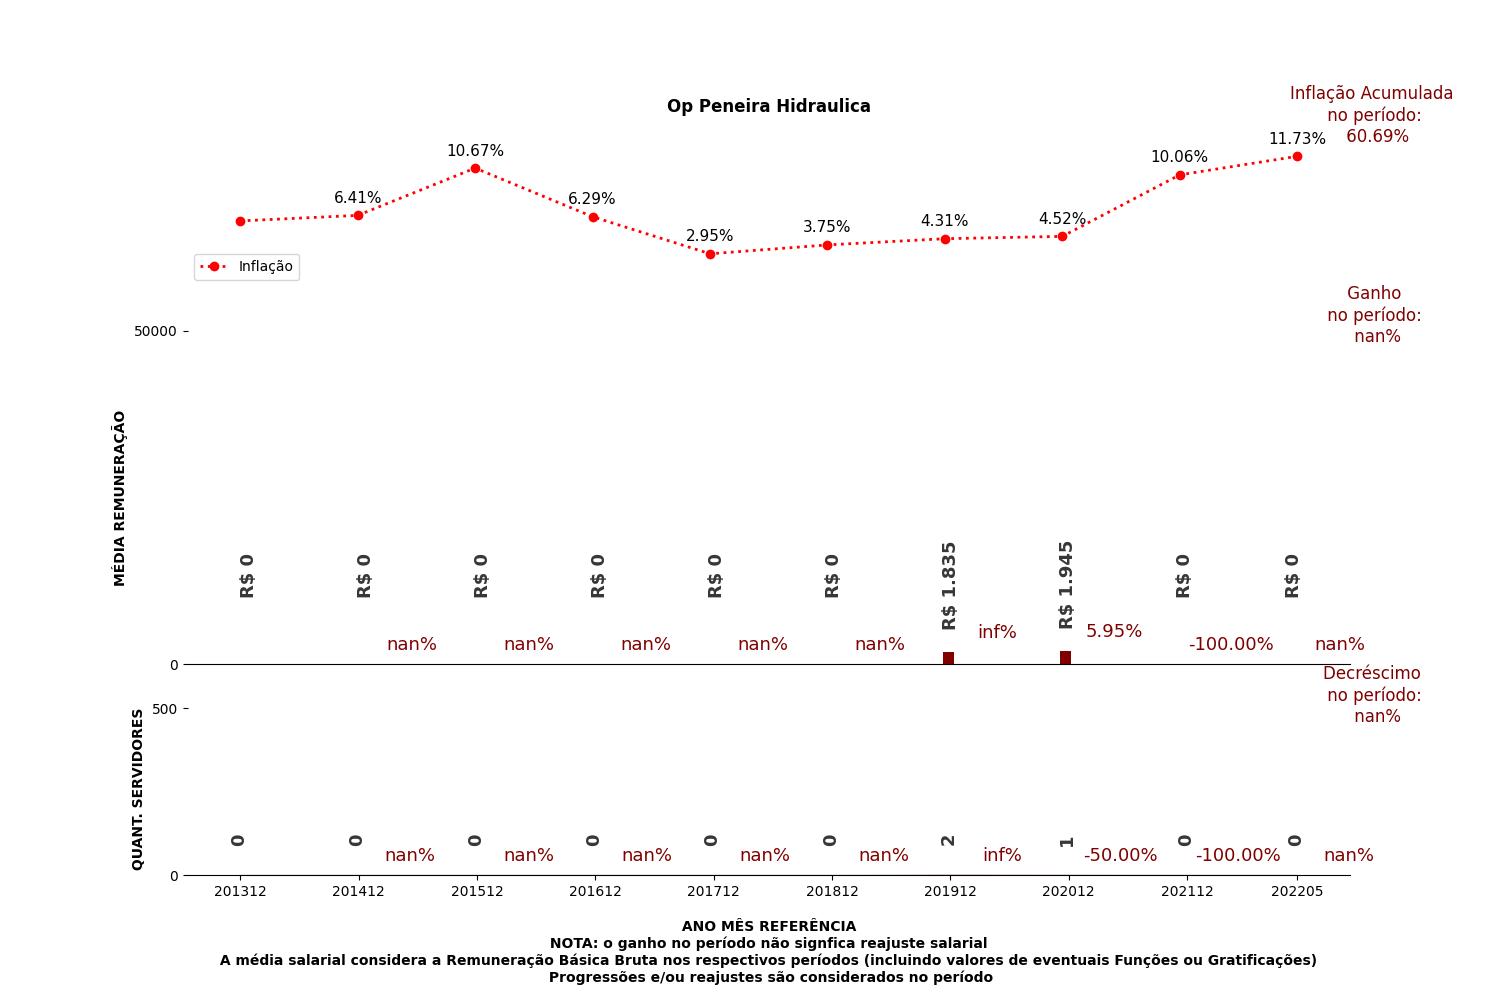 Op Peneira Hidraulica
Inflação Acumulada
no período:
60.69%
6.41%
10.67%
6.29%
2.95%
3.75%
4.31%
4.52%
10.06%
11.73%
Inflação
Ganho
no período:
nan%
50000
0
MÉDIA REMUNERAÇÃO
R$ 0
R$ 0
R$ 0
R$ 0
R$ 0
R$ 0
R$ 1.835
R$ 1.945
R$ 0
R$ 0
nan%
nan%
nan%
nan%
nan%
inf%
5.95%
-100.00%
nan%
Decréscimo
no período:
nan%
500
0
QUANT. SERVIDORES
0
0
0
0
0
0
2
1
0
0
nan%
nan%
nan%
nan%
nan%
inf%
-50.00%
-100.00%
nan%
201312
201412
201512
201612
201712
201812
201912
202012
202112
202205
ANO MÊS REFERÊNCIA
NOTA: o ganho no período não signfica reajuste salarial
A média salarial considera a Remuneração Básica Bruta nos respectivos períodos (incluindo valores de eventuais Funções ou Gratificações)
Progressões e/ou reajustes são considerados no período